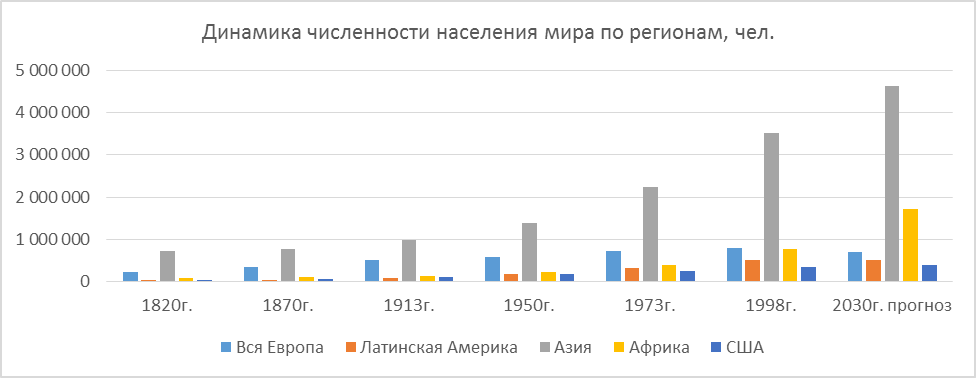 Динамика численности населения мира по регионам, чел.
5 000 000
4 000 000
3 000 000
2 000 000
1 000 000
0
1820г. 1870г. 1913г. 1950г. 1973г. 1998г. 2030г. прогноз
Вся Европа Латинская Америка Азия Африка США